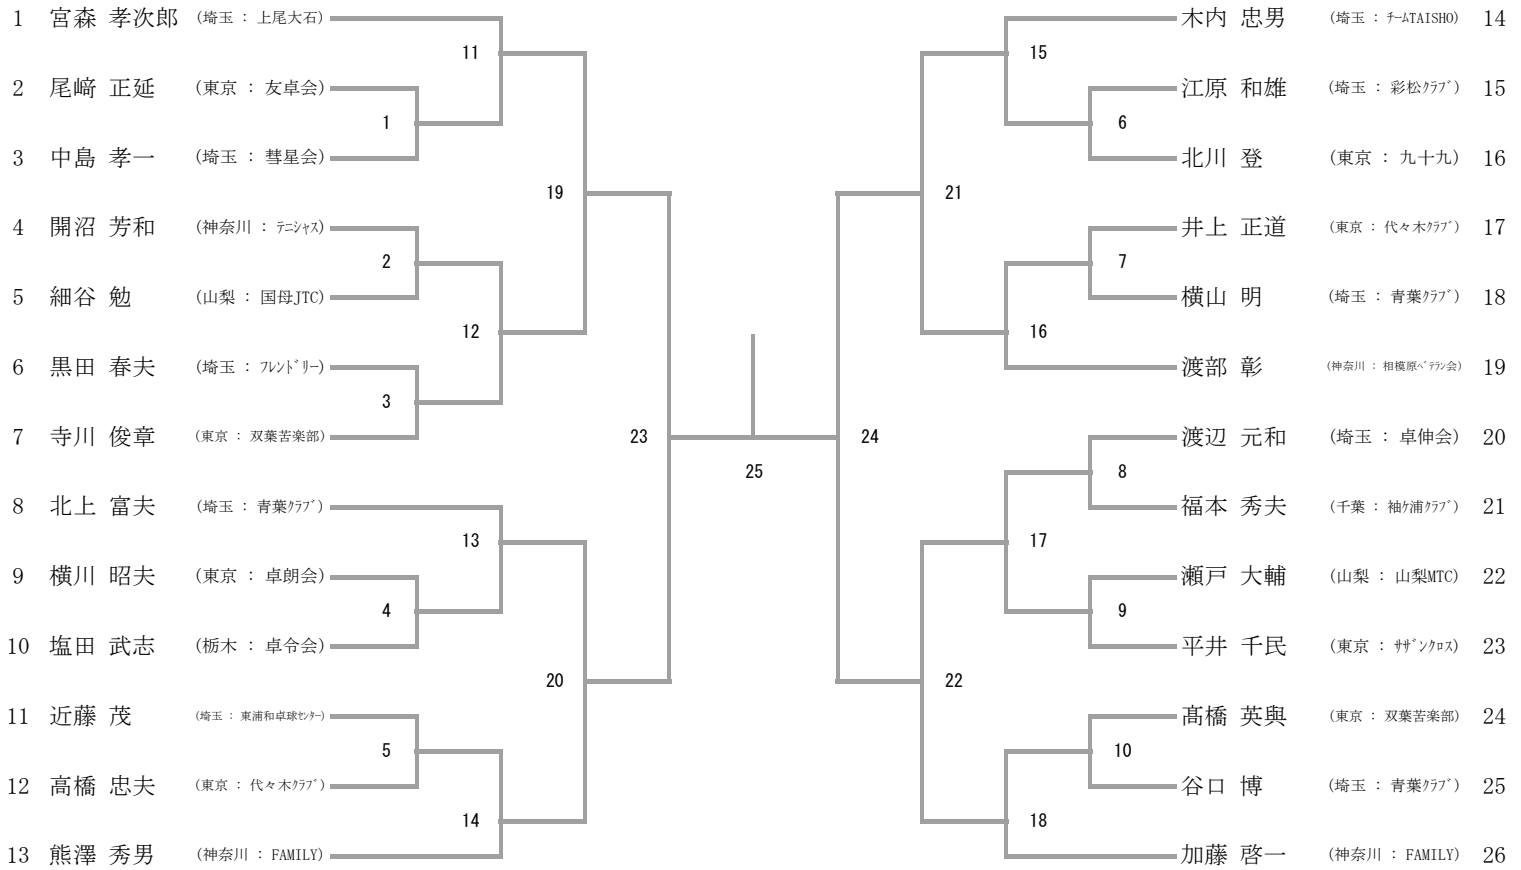 1 宮森 孝次郎 (埼玉 : 上尾大石)
11
2 尾﨑 正延 (東京 : 友卓会)
1
3 中島 孝一 (埼玉 : 彗星会)
19
4 開沼 芳和 (神奈川 : テニシャス)
2
5 細谷 勉 (山梨 : 国母JTC)
12
6 黒田 春夫 (埼玉 : フレンドリー)
3
7 寺川 俊章 (東京 : 双葉苦楽部)
23
8 北上 富夫 (埼玉 : 青葉クラブ)
13
9 横川 昭夫 (東京 : 卓朗会)
4
10 塩田 武志 (栃木 : 卓令会)
20
11 近藤 茂 (埼玉 : 東浦和卓球センター)
5
12 高橋 忠夫 (東京 : 代々木クラブ)
14
13 熊澤 秀男 (神奈川 : FAMILY)
25
木内 忠男 (埼玉 : チームTAISHO) 14
15
江原 和雄 (埼玉 : 彩松クラブ) 15
6
北川 登 (東京 : 九十九) 16
21
井上 正道 (東京 : 代々木クラブ) 17
7
横山 明 (埼玉 : 青葉クラブ) 18
16
渡部 彰 (神奈川 : 相模原ベテラン会) 19
24
渡辺 元和 (埼玉 : 卓伸会) 20
8
福本 秀夫 (千葉 : 袖ケ浦クラブ) 21
17
瀬戸 大輔 (山梨 : 山梨MTC) 22
9
平井 千民 (東京 : サザンクロス) 23
22
髙橋 英與 (東京 : 双葉苦楽部) 24
10
谷口 博 (埼玉 : 青葉クラブ) 25
18
加藤 啓一 (神奈川 : FAMILY) 26